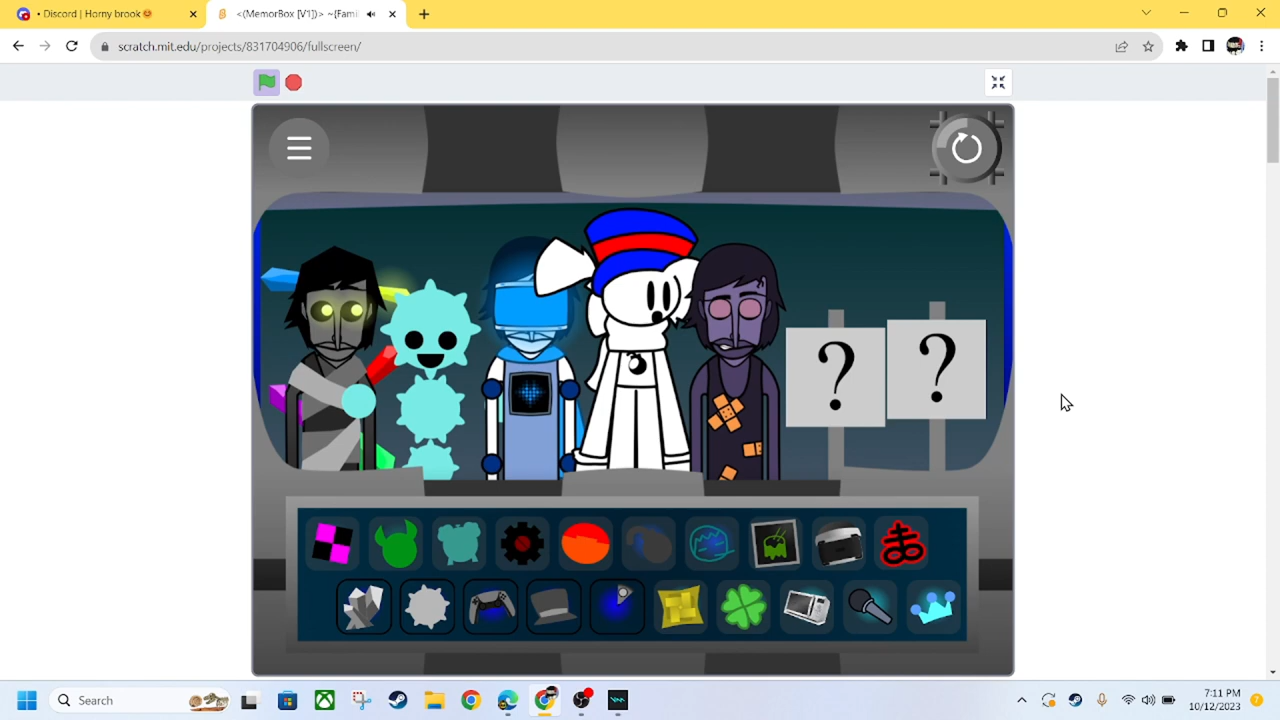 • Discord | Horny brook😍
<(MemorBox [V1])> ~{Fami
scratch.mit.edu/projects/831704906/fullscreen/
? ?
Search
7:11 PM
10/12/2023
7